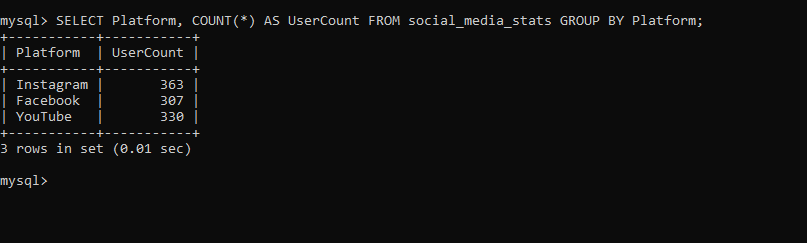 mysql> SELECT Platform, COUNT(*) AS UserCount FROM social_media_stats GROUP BY Platform;
+-----------+-----------+
| Platform  | UserCount |
+-----------+-----------+
| Instagram |       363 |
| Facebook  |       307 |
| YouTube   |       330 |
+-----------+-----------+
3 rows in set (0.01 sec)
mysql>